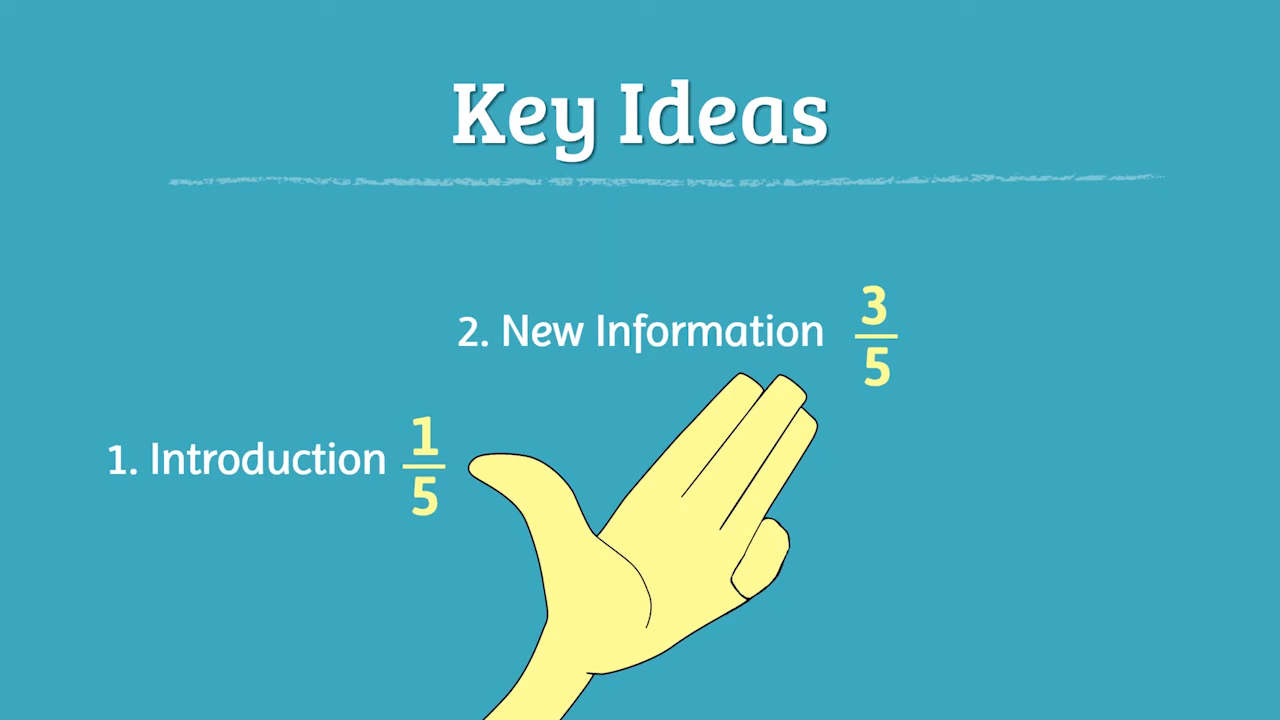 Key Ideas
2. New Information 3/5
1. Introduction 1/5